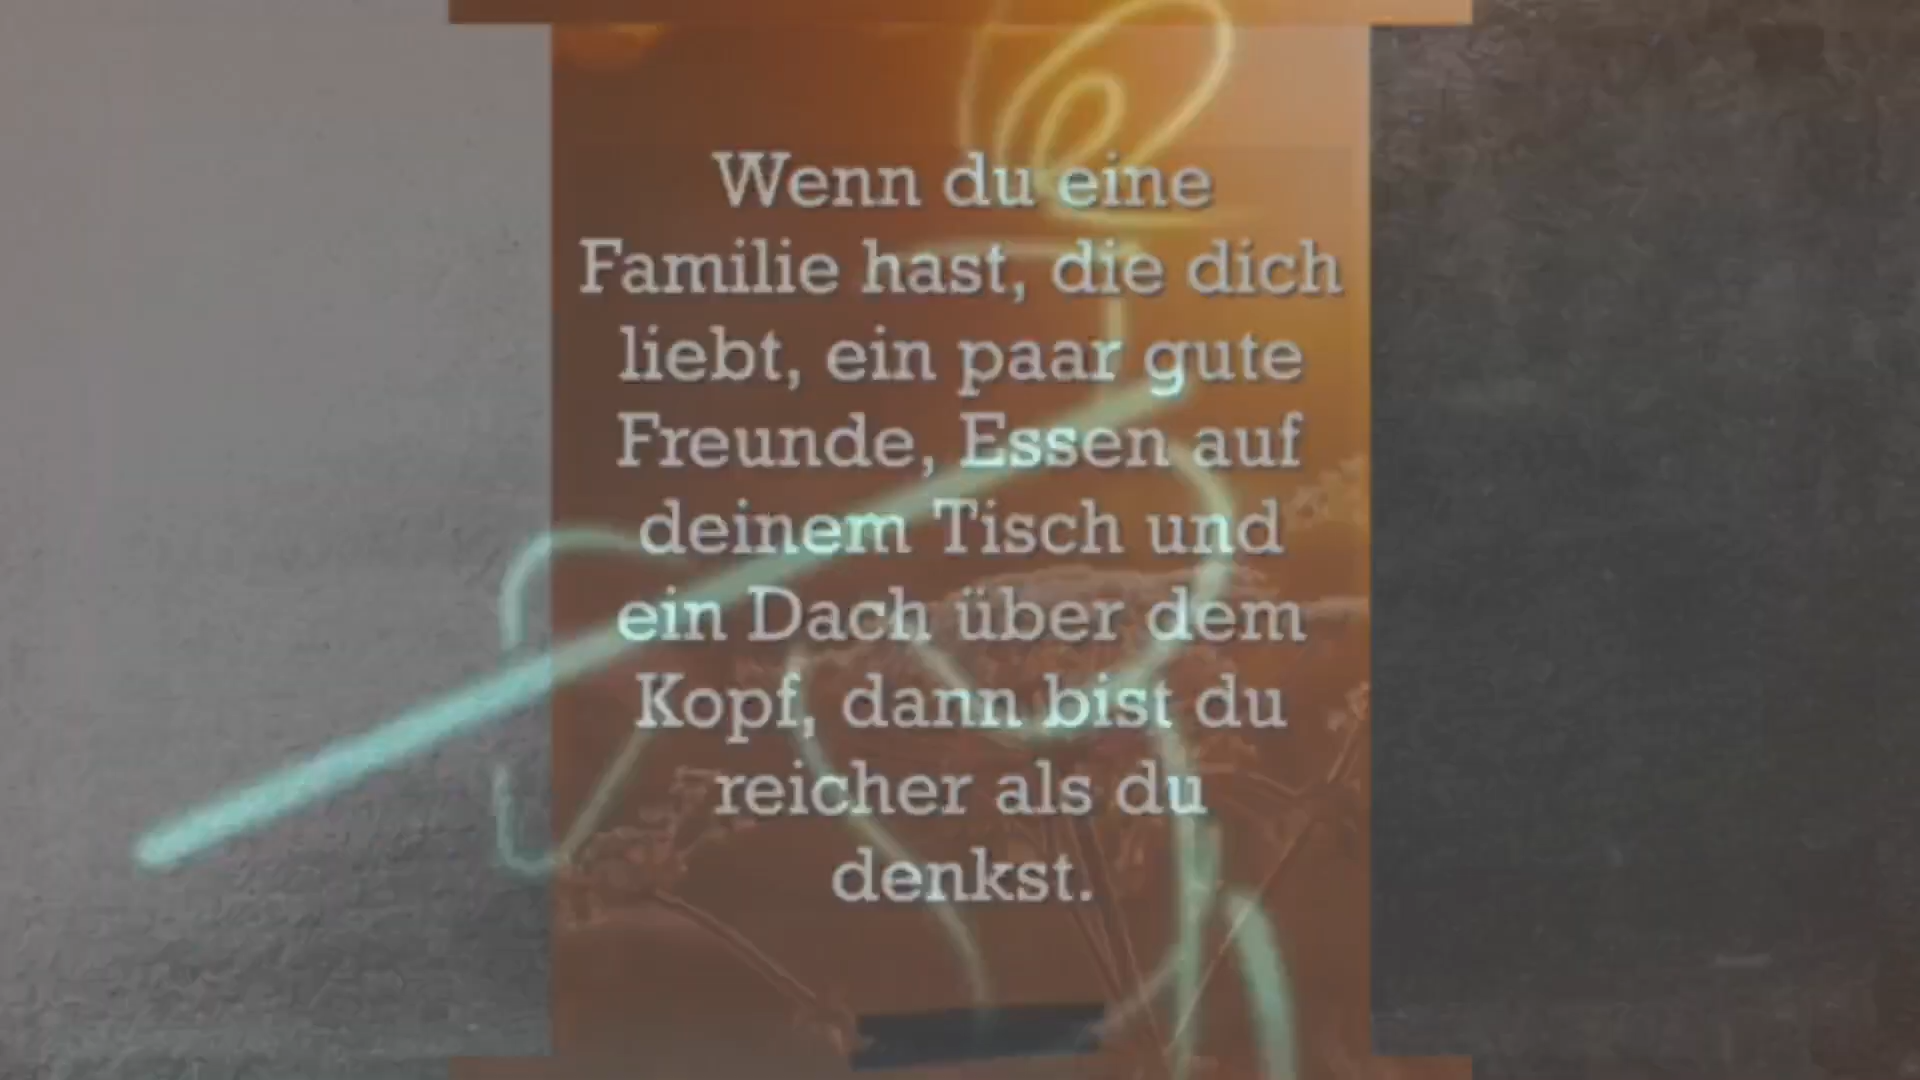 Wenn du eine
Familie hast, die dich
liebt, ein paar gute
Freunde, Essen auf
deinem Tisch und
ein Dach über dem
Kopf, dann bist du
reicher als du
denkst.